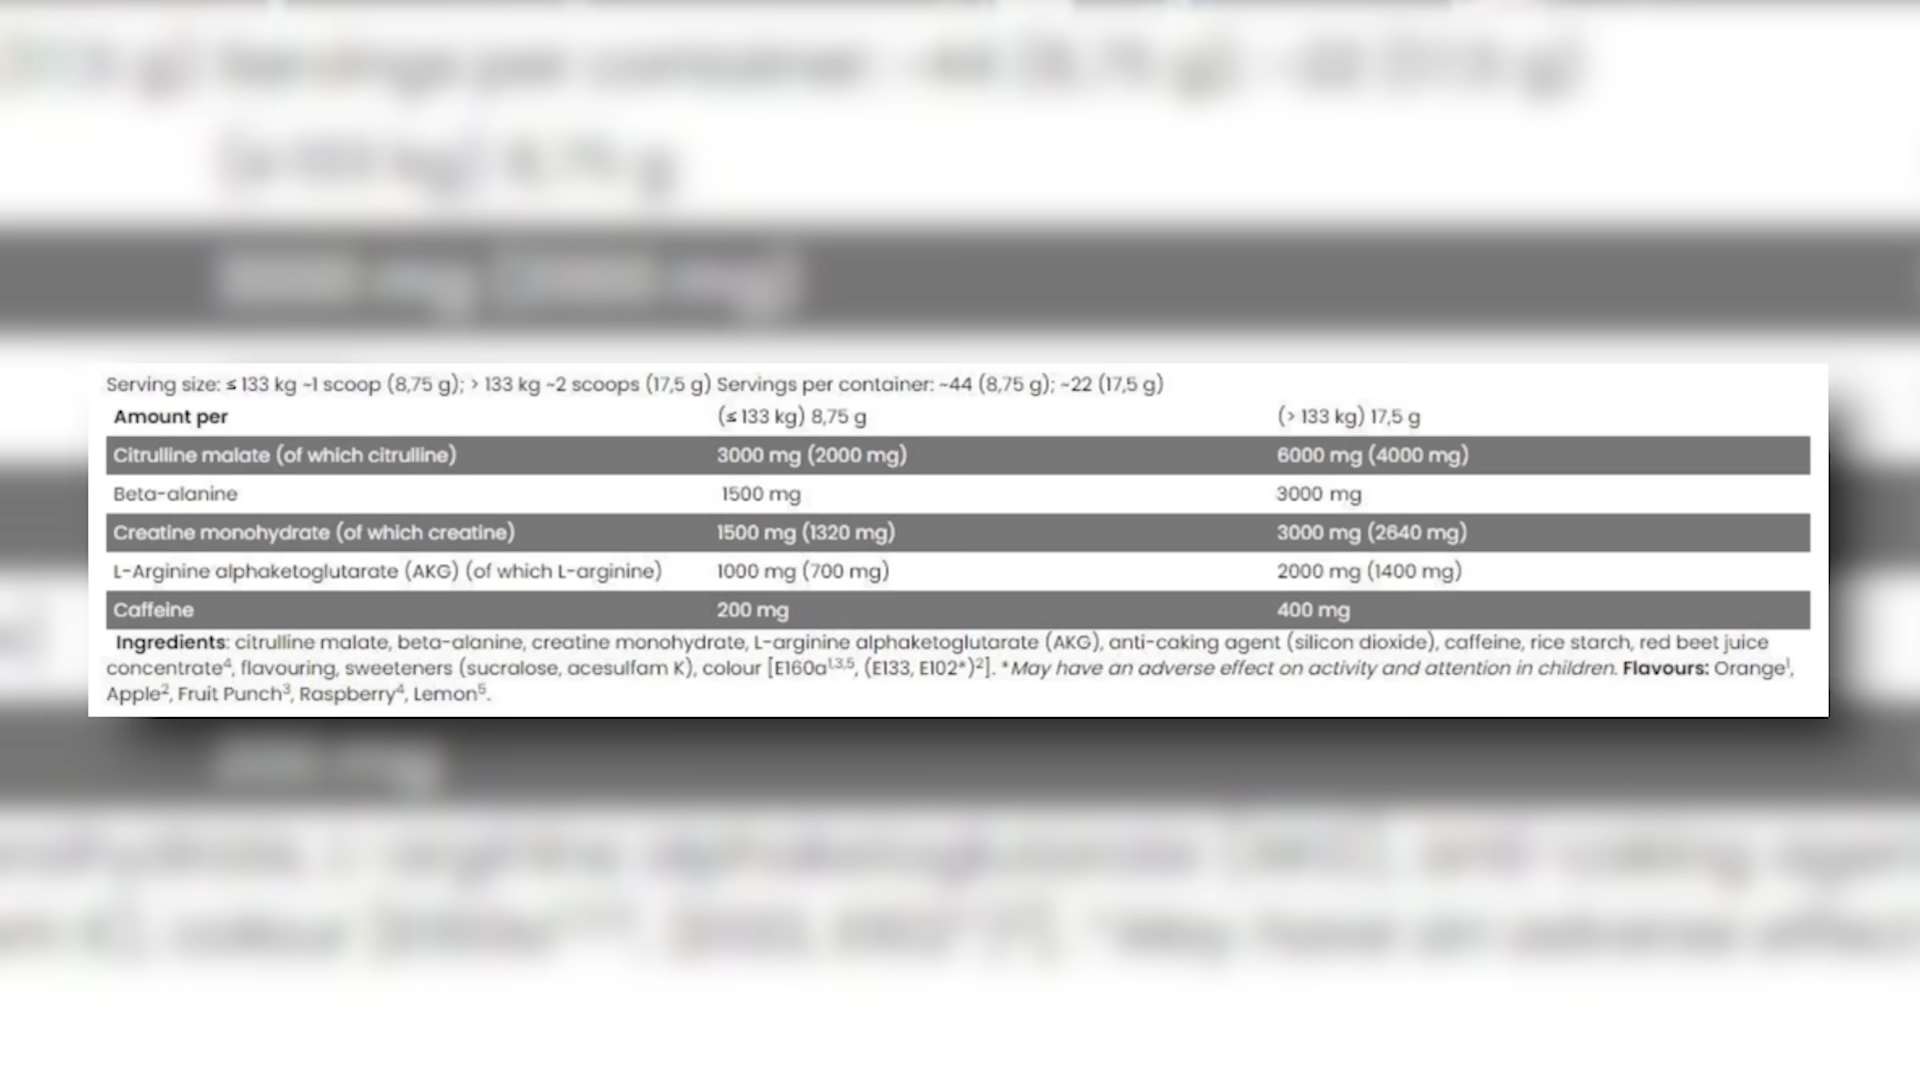 Serving size: ≤ 133 kg ~1 scoop (8,75 g); > 133 kg ~2 scoops (17,5 g) Servings per container: ~44 (8,75 g); ~22 (17,5 g)
Amount per (≤ 133 kg) 8,75 g (> 133 kg) 17,5 g
Citrulline malate (of which citrulline) 3000 mg (2000 mg) 6000 mg (4000 mg)
Beta-alanine 1500 mg 3000 mg
Creatine monohydrate (of which creatine) 1500 mg (1320 mg) 3000 mg (2640 mg)
L-Arginine alphaketoglutarate (AKG) (of which L-arginine) 1000 mg (700 mg) 2000 mg (1400 mg)
Caffeine 200 mg 400 mg
Ingredients: citrulline malate, beta-alanine, creatine monohydrate, L-arginine alphaketoglutarate (AKG), anti-caking agent (silicon dioxide), caffeine, rice starch, red beet juice
concentrate⁴, flavouring, sweeteners (sucralose, acesulfam K), colour [E160a¹,³,⁵, (E133, E102*)²]. *May have an adverse effect on activity and attention in children. Flavours: Orange¹,
Apple², Fruit Punch³, Raspberry⁴, Lemon⁵.